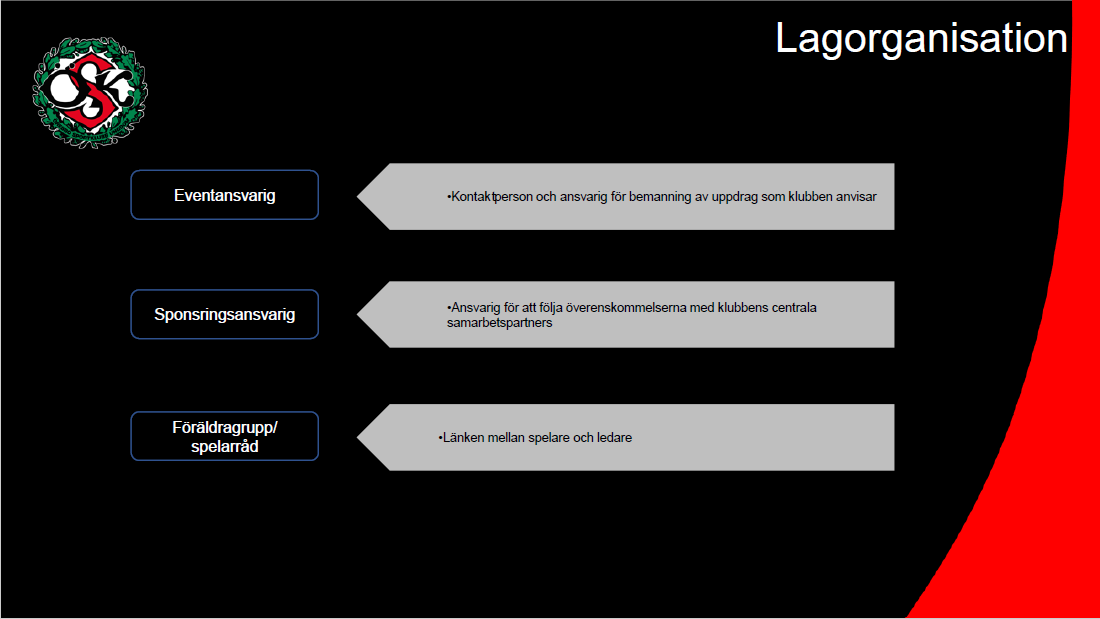 Lagorganisation
Eventansvarig
•Kontaktperson och ansvarig för bemanning av uppdrag som klubben anvisar
Sponsringsansvarig
•Ansvarig för att följa överenskommelserna med klubbens centrala
samarbetspartners
Föräldragrupp/
spelarråd
•Länken mellan spelare och ledare